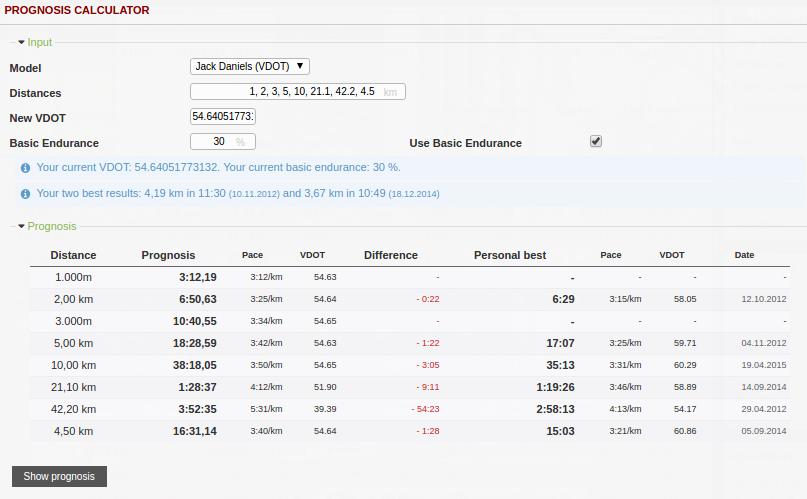 PROGNOSIS CALCULATOR
Input
Model Jack Daniels (VDOT)
Distances 1, 2, 3, 5, 10, 21.1, 42.2, 4.5 km
New VDOT 54.640517731
Basic Endurance 30 % Use Basic Endurance
Your current VDOT: 54.64051773132. Your current basic endurance: 30 %.
Your two best results: 4,19 km in 11:30 (10.11.2012) and 3,67 km in 10:49 (18.12.2014)
Prognosis
Distance Prognosis Pace VDOT Difference Personal best Pace VDOT Date
1.000m 3:12,19 3:12/km 54.63 - - - - -
2,00 km 6:50,63 3:25/km 54.64 - 0:22 6:29 3:15/km 58.05 12.10.2012
3.000m 10:40,55 3:34/km 54.65 - - - - -
5,00 km 18:28,59 3:42/km 54.63 - 1:22 17:07 3:25/km 59.71 04.11.2012
10,00 km 38:18,05 3:50/km 54.65 - 3:05 35:13 3:31/km 60.29 19.04.2015
21,10 km 1:28:37 4:12/km 51.90 - 9:11 1:19:26 3:46/km 58.89 14.09.2014
42,20 km 3:52:35 5:31/km 39.39 - 54:23 2:58:13 4:13/km 54.17 29.04.2012
4,50 km 16:31,14 3:40/km 54.64 - 1:28 15:03 3:21/km 60.86 05.09.2014
Show prognosis